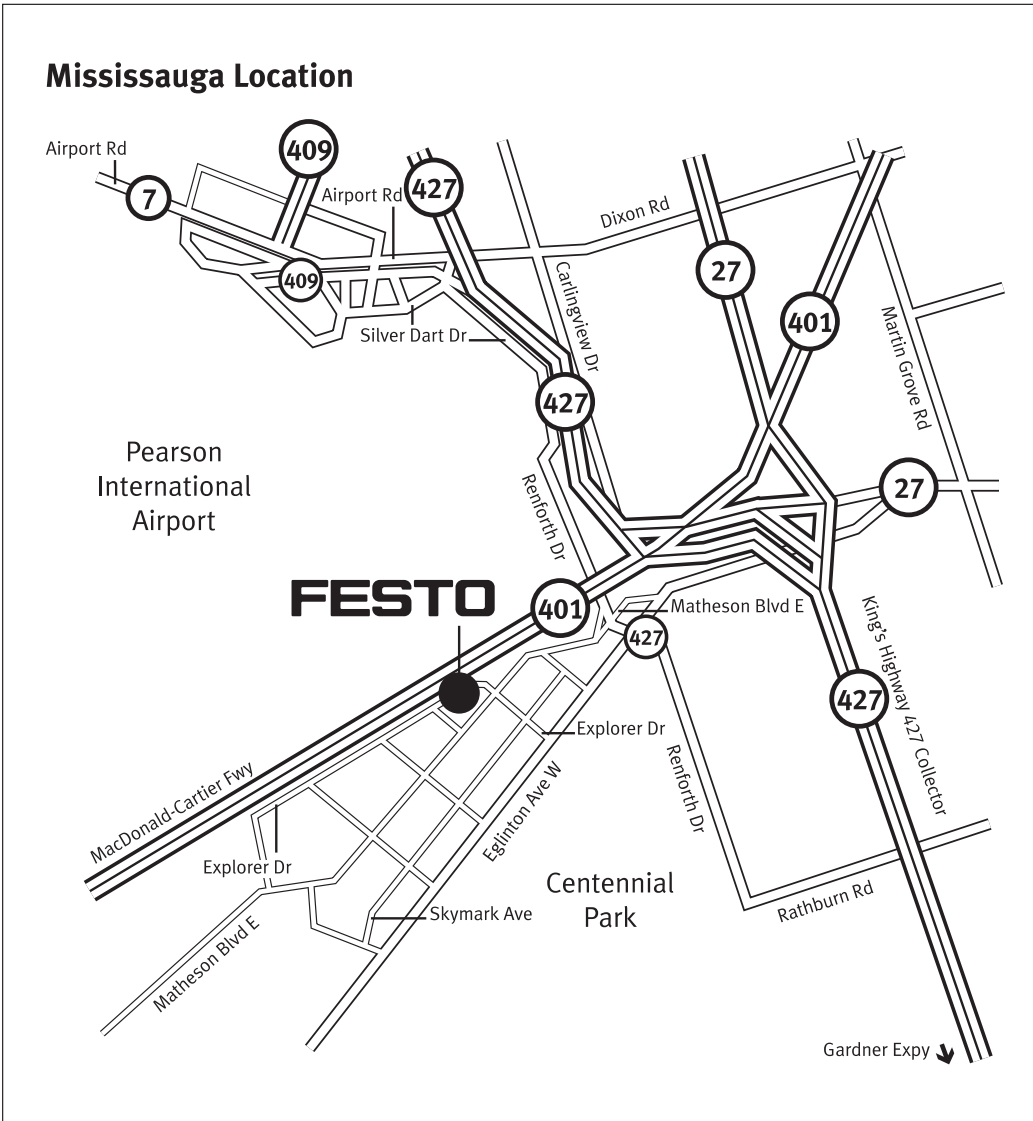 Mississauga Location
Airport Rd
409
7
Airport Rd
427
Dixon Rd
27
409
Carlingview Dr
401
Silver Dart Dr
Martin Grove Rd
427
Pearson
International
Airport
Renforth Dr
27
FESTO
401
Matheson Blvd E
427
King's Highway 427 Collector
427
Explorer Dr
Renforth Dr
MacDonald-Cartier Fwy
Eglinton Ave W
Explorer Dr
Centennial
Park
Rathburn Rd
Skymark Ave
Matheson Blvd E
Gardner Expy